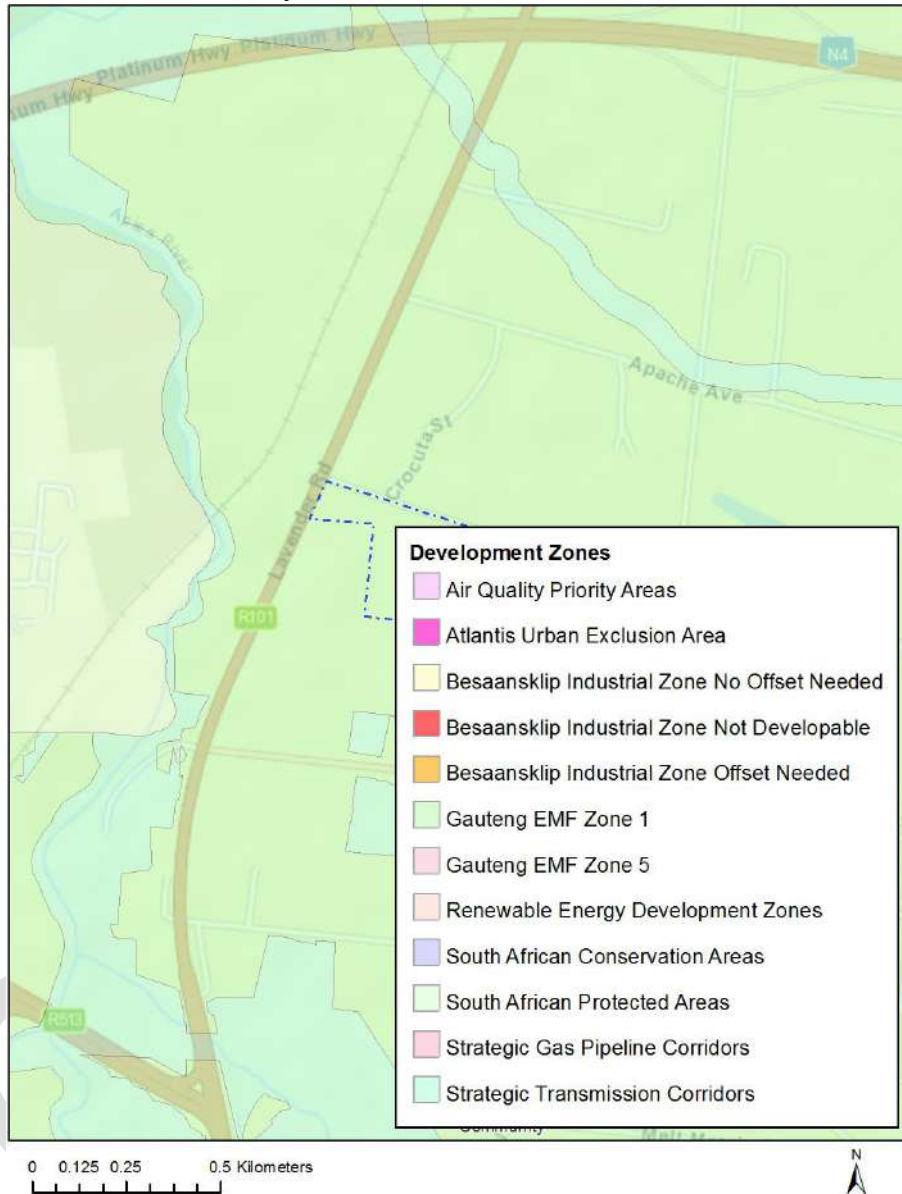 Platinum Hwy Platinum Hwy
N4
num Hwy
Apies River
Apache Ave
Crocuta St
Lavender Rd
R101
Development Zones
Air Quality Priority Areas
Atlantis Urban Exclusion Area
Besaansklip Industrial Zone No Offset Needed
Besaansklip Industrial Zone Not Developable
Besaansklip Industrial Zone Offset Needed
Gauteng EMF Zone 1
Gauteng EMF Zone 5
Renewable Energy Development Zones
South African Conservation Areas
South African Protected Areas
Strategic Gas Pipeline Corridors
Strategic Transmission Corridors
R513
Community
0 0.125 0.25 0.5 Kilometers
N